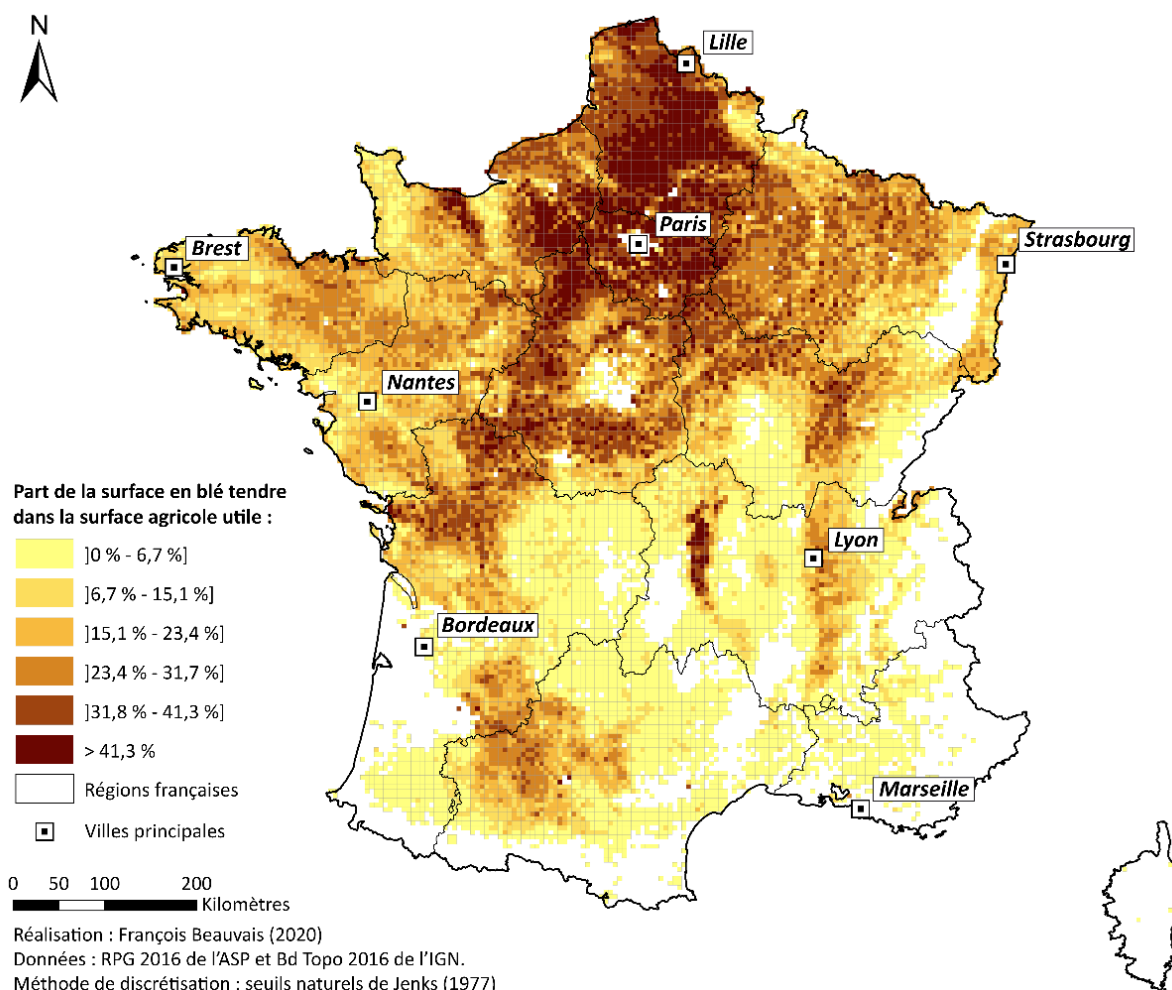 N
Lille
Paris
Strasbourg
Brest
Nantes
Lyon
Bordeaux
Marseille
Part de la surface en blé tendre
dans la surface agricole utile :
]0 % - 6,7 %]
]6,7 % - 15,1 %]
]15,1 % - 23,4 %]
]23,4 % - 31,7 %]
]31,8 % - 41,3 %]
> 41,3 %
Régions françaises
Villes principales
0 50 100 200
Kilomètres
Réalisation : François Beauvais (2020)
Données : RPG 2016 de l'ASP et Bd Topo 2016 de l'IGN.
Méthode de discrétisation : seuils naturels de Jenks (1977)